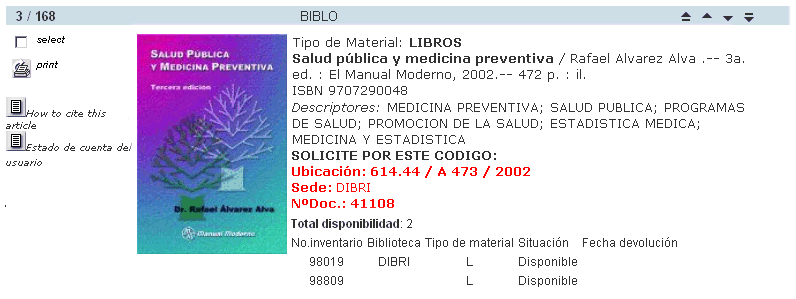 3 / 168
BIBLO
select
print
How to cite this
article
Estado de cuenta del
usuario
SALUD PÚBLICA
Y MEDICINA PREVENTIVA
Tercera edición
Dr. Rafael Álvarez Alva
Manual Moderno
Tipo de Material: LIBROS
Salud pública y medicina preventiva / Rafael Alvarez Alva .-- 3a.
ed. : El Manual Moderno, 2002.-- 472 p. : il.
ISBN 9707290048
Descriptores: MEDICINA PREVENTIVA; SALUD PUBLICA; PROGRAMAS
DE SALUD; PROMOCION DE LA SALUD; ESTADISTICA MEDICA;
MEDICINA Y ESTADISTICA
SOLICITE POR ESTE CODIGO:
Ubicación: 614.44 / A 473 / 2002
Sede: DIBRI
NºDoc.: 41108
Total disponibilidad: 2
No.inventario Biblioteca Tipo de material Situación Fecha devolución
98019 DIBRI L Disponible
98809 L Disponible